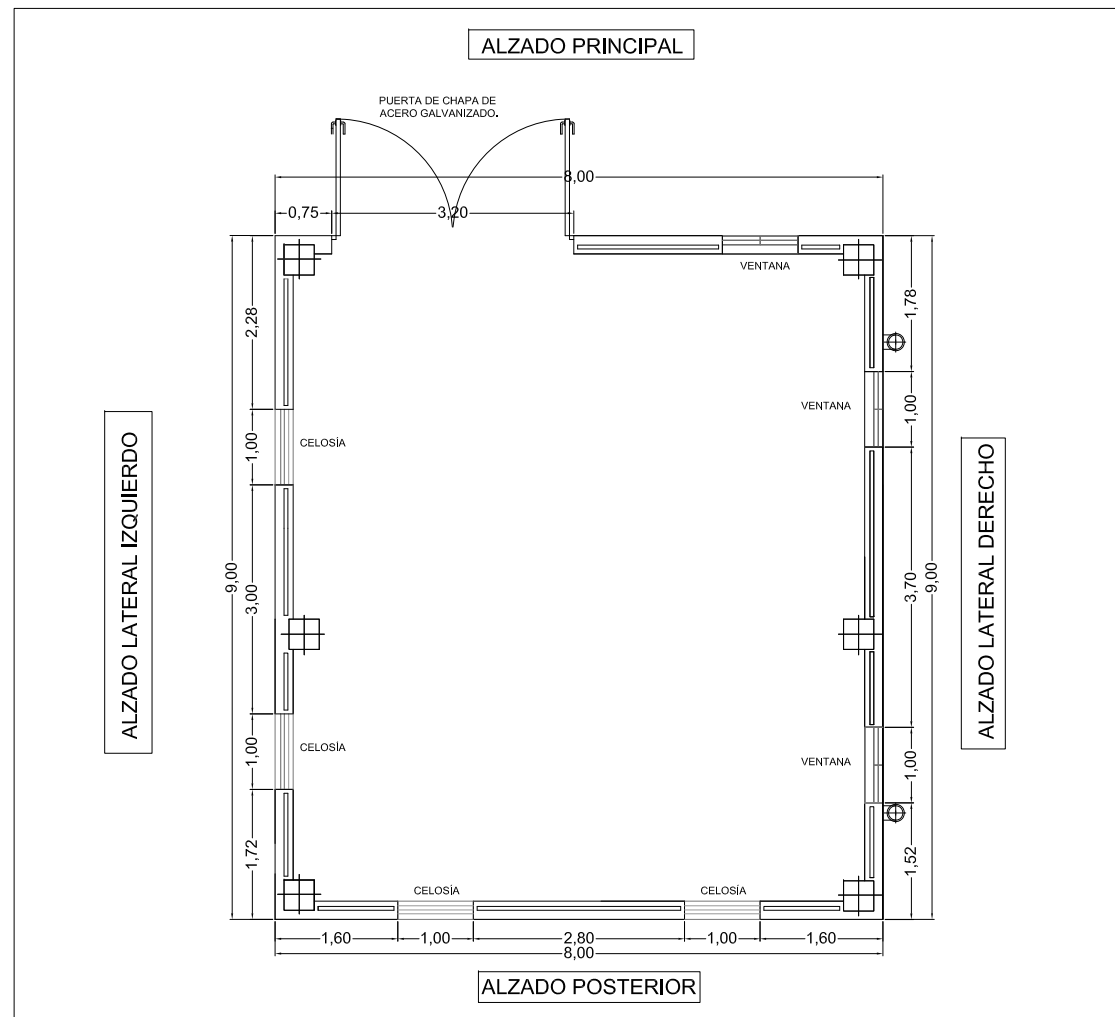 ALZADO PRINCIPAL
PUERTA DE CHAPA DE
ACERO GALVANIZADO.
8,00
0,75
3,20
VENTANA
2,28
1,78
VENTANA
1,00
CELOSÍA
1,00
ALZADO LATERAL IZQUIERDO
ALZADO LATERAL DERECHO
9,00
3,00
3,70
9,00
CELOSÍA
1,00
VENTANA
1,00
1,72
1,52
CELOSÍA
CELOSÍA
1,60
1,00
2,80
1,00
1,60
8,00
ALZADO POSTERIOR